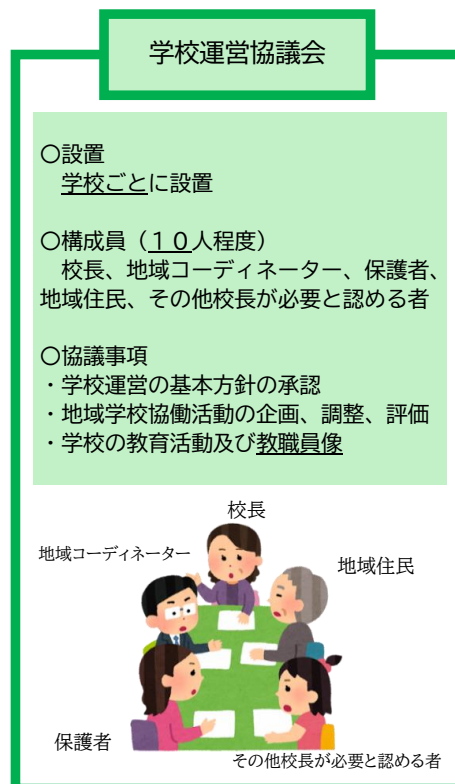 学校運営協議会
○設置
学校ごとに設置
○構成員（１０人程度）
校長、地域コーディネーター、保護者、
地域住民、その他校長が必要と認める者
○協議事項
・学校運営の基本方針の承認
・地域学校協働活動の企画、調整、評価
・学校の教育活動及び教職員像
校長
地域コーディネーター
地域住民
保護者
その他校長が必要と認める者